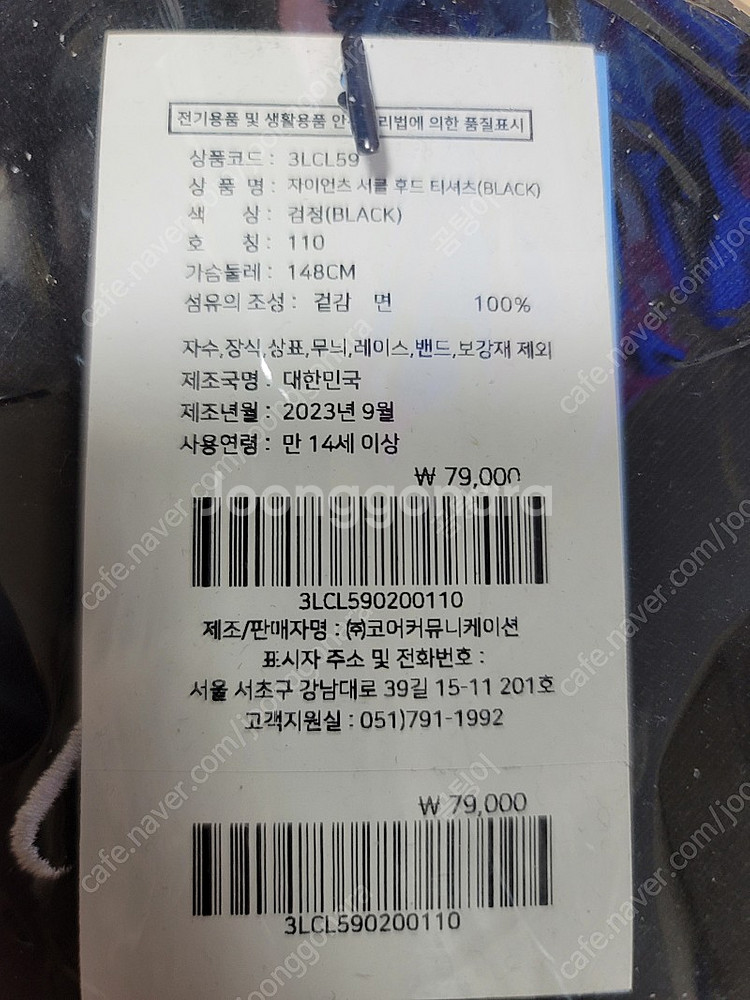 전기용품 및 생활용품 안 리법에 의한 품질표시
상품코드 : 3LCL59
상 품 명 : 자이언츠 서클 후드 티셔츠(BLACK)
색 상 : 검정(BLACK)
호 칭 : 110
가슴둘레 : 148CM
섬유의 조성 : 겉감 면 100%
자수,장식,상표,무늬,레이스,밴드,보강재 제외
제조국명 : 대한민국
제조년월 : 2023년 9월
사용연령 : 만 14세 이상
₩ 79,000
joonggonara
3LCL590200110
제조/판매자명 : ㈜코어커뮤니케이션
표시자 주소 및 전화번호 :
서울 서초구 강남대로 39길 15-11 201호
고객지원실 : 051)791-1992
₩ 79,000
3LCL590200110
cafe.naver.com/joonggonara
곰팅이